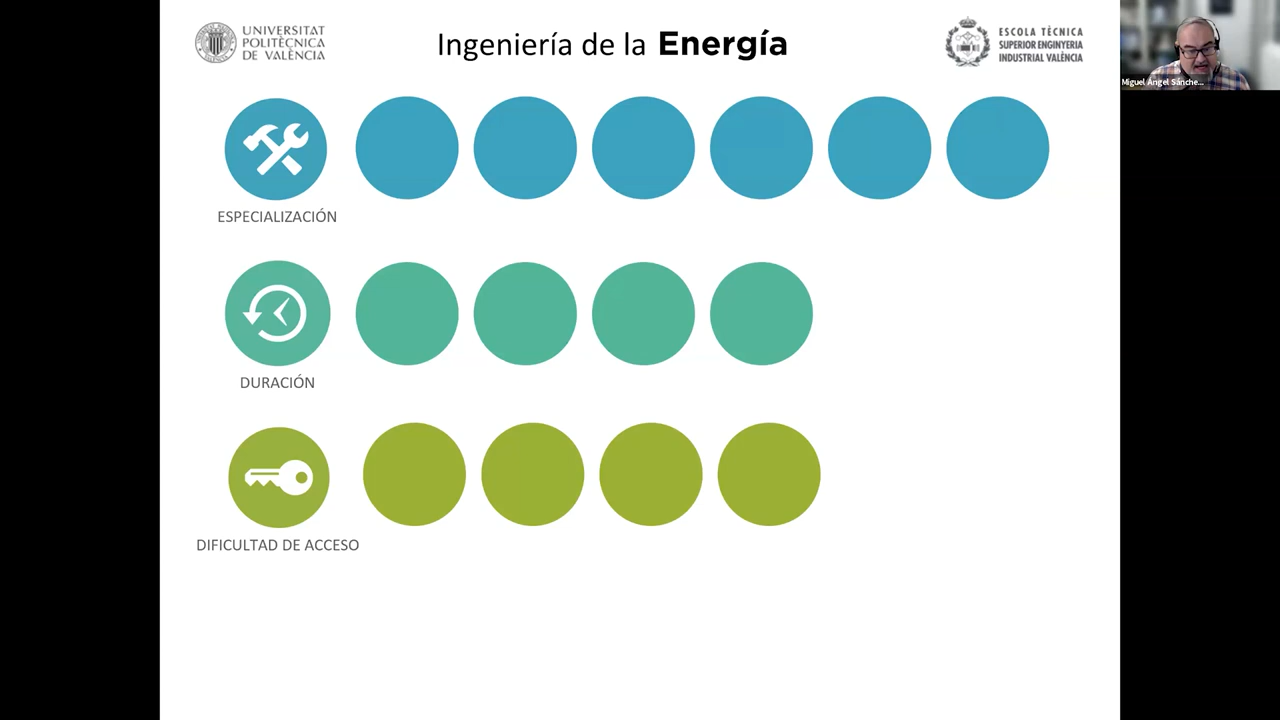 UNIVERSITAT
POLITÈCNICA
DE VALÈNCIA
Ingeniería de la Energía
ESCOLA TÈCNICA
SUPERIOR ENGINYERIA
INDUSTRIAL VALÈNCIA
Miguel Ángel Sánche...
ESPECIALIZACIÓN
DURACIÓN
DIFICULTAD DE ACCESO